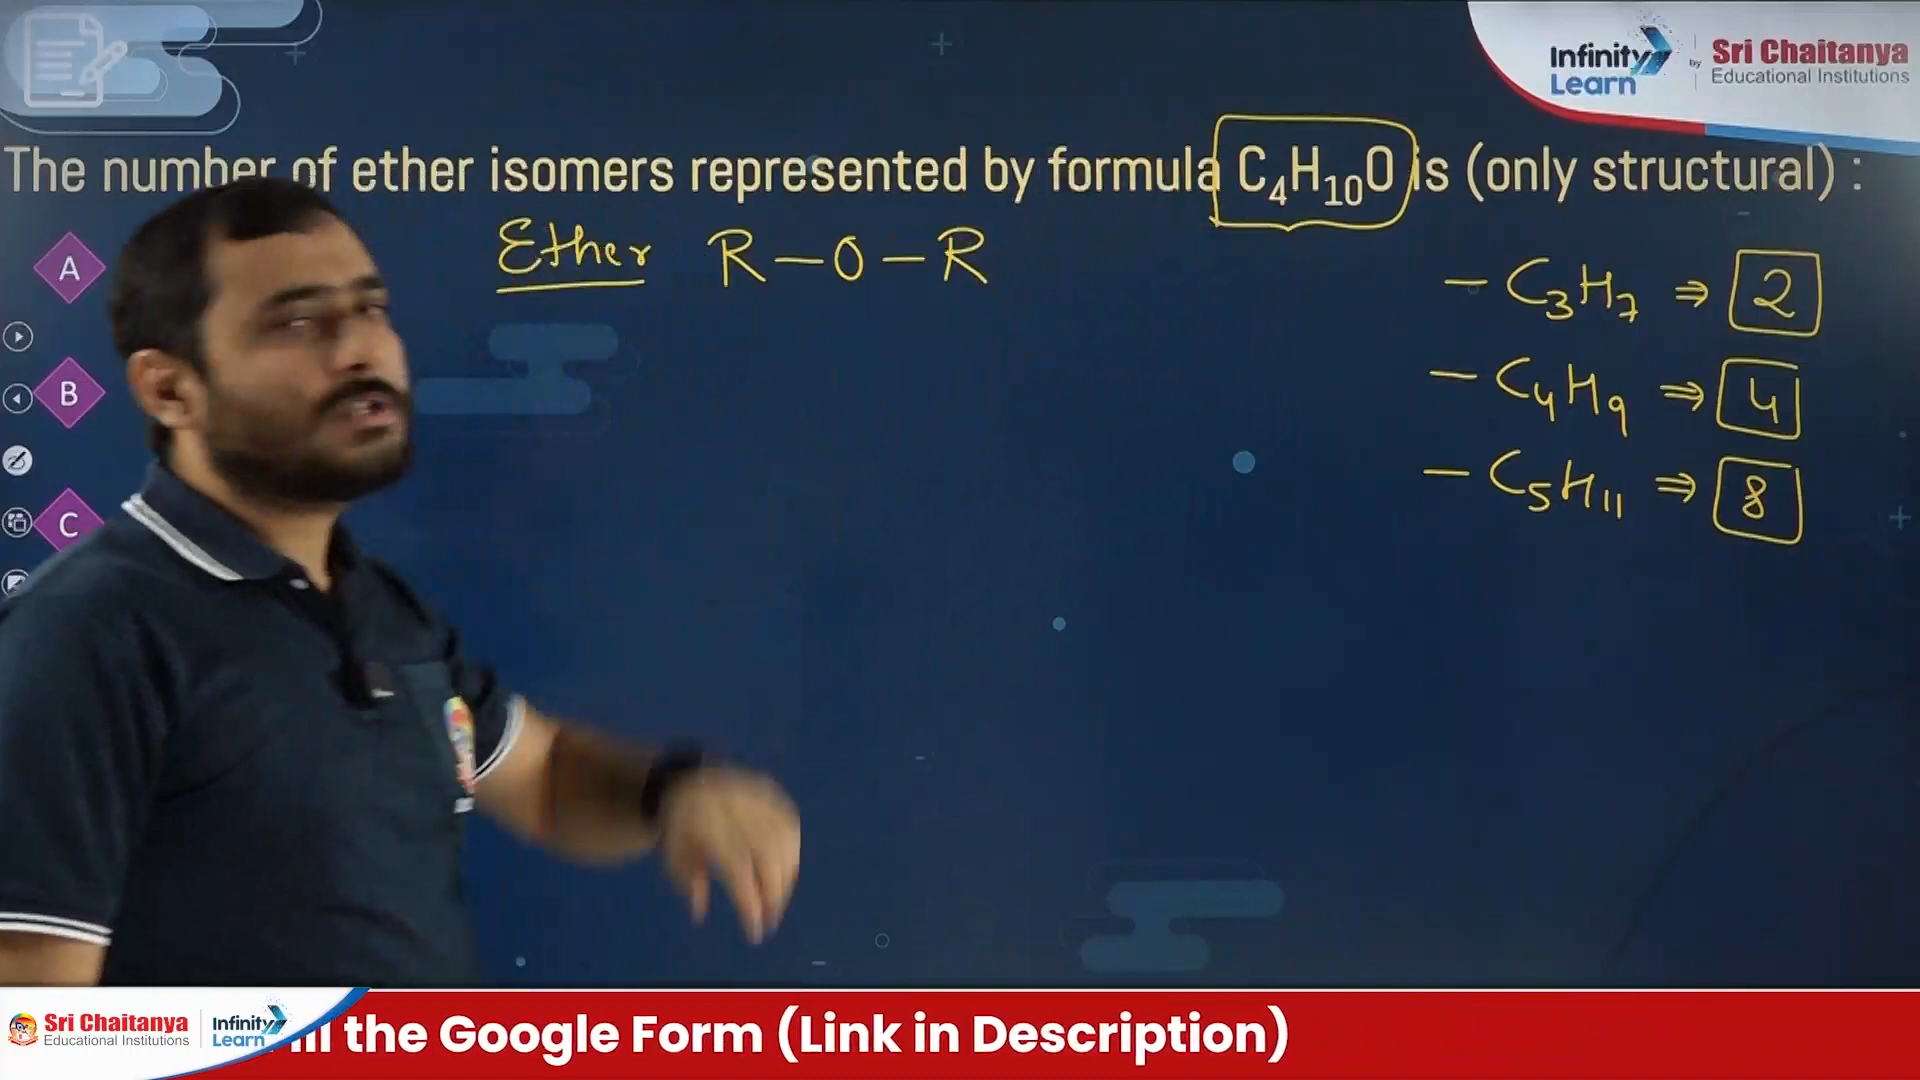 Infinity Learn by Sri Chaitanya Educational Institutions
The number of ether isomers represented by formula C₄H₁₀O is (only structural) :
Ether R–O–R
A
–C₃H₇ ⇒ 2
B
–C₄H₉ ⇒ 4
C
–C₅H₁₁ ⇒ 8
Sri Chaitanya Educational Institutions Infinity Learn
the Google Form (Link in Description)